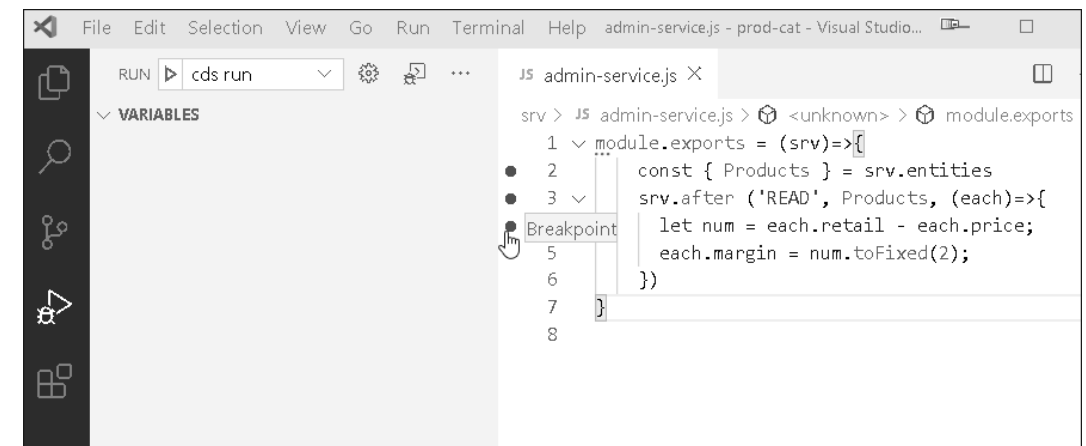 File Edit Selection View Go Run Terminal Help admin-service.js - prod-cat - Visual Studio...
RUN cds run ...
VARIABLES
JS admin-service.js
srv > JS admin-service.js > <unknown> > module.exports
1 module.exports = (srv)=>{
2 const { Products } = srv.entities
3 srv.after ('READ', Products, (each)=>{
Breakpoint let num = each.retail - each.price;
5 each.margin = num.toFixed(2);
6 })
7 }
8